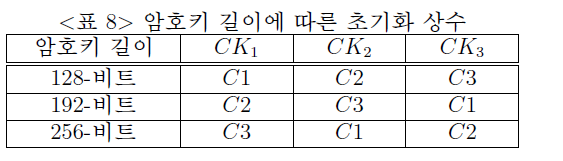 <표 8> 암호키 길이에 따른 초기화 상수
암호키 길이 CK₁ CK₂ CK₃
128-비트 C1 C2 C3
192-비트 C2 C3 C1
256-비트 C3 C1 C2